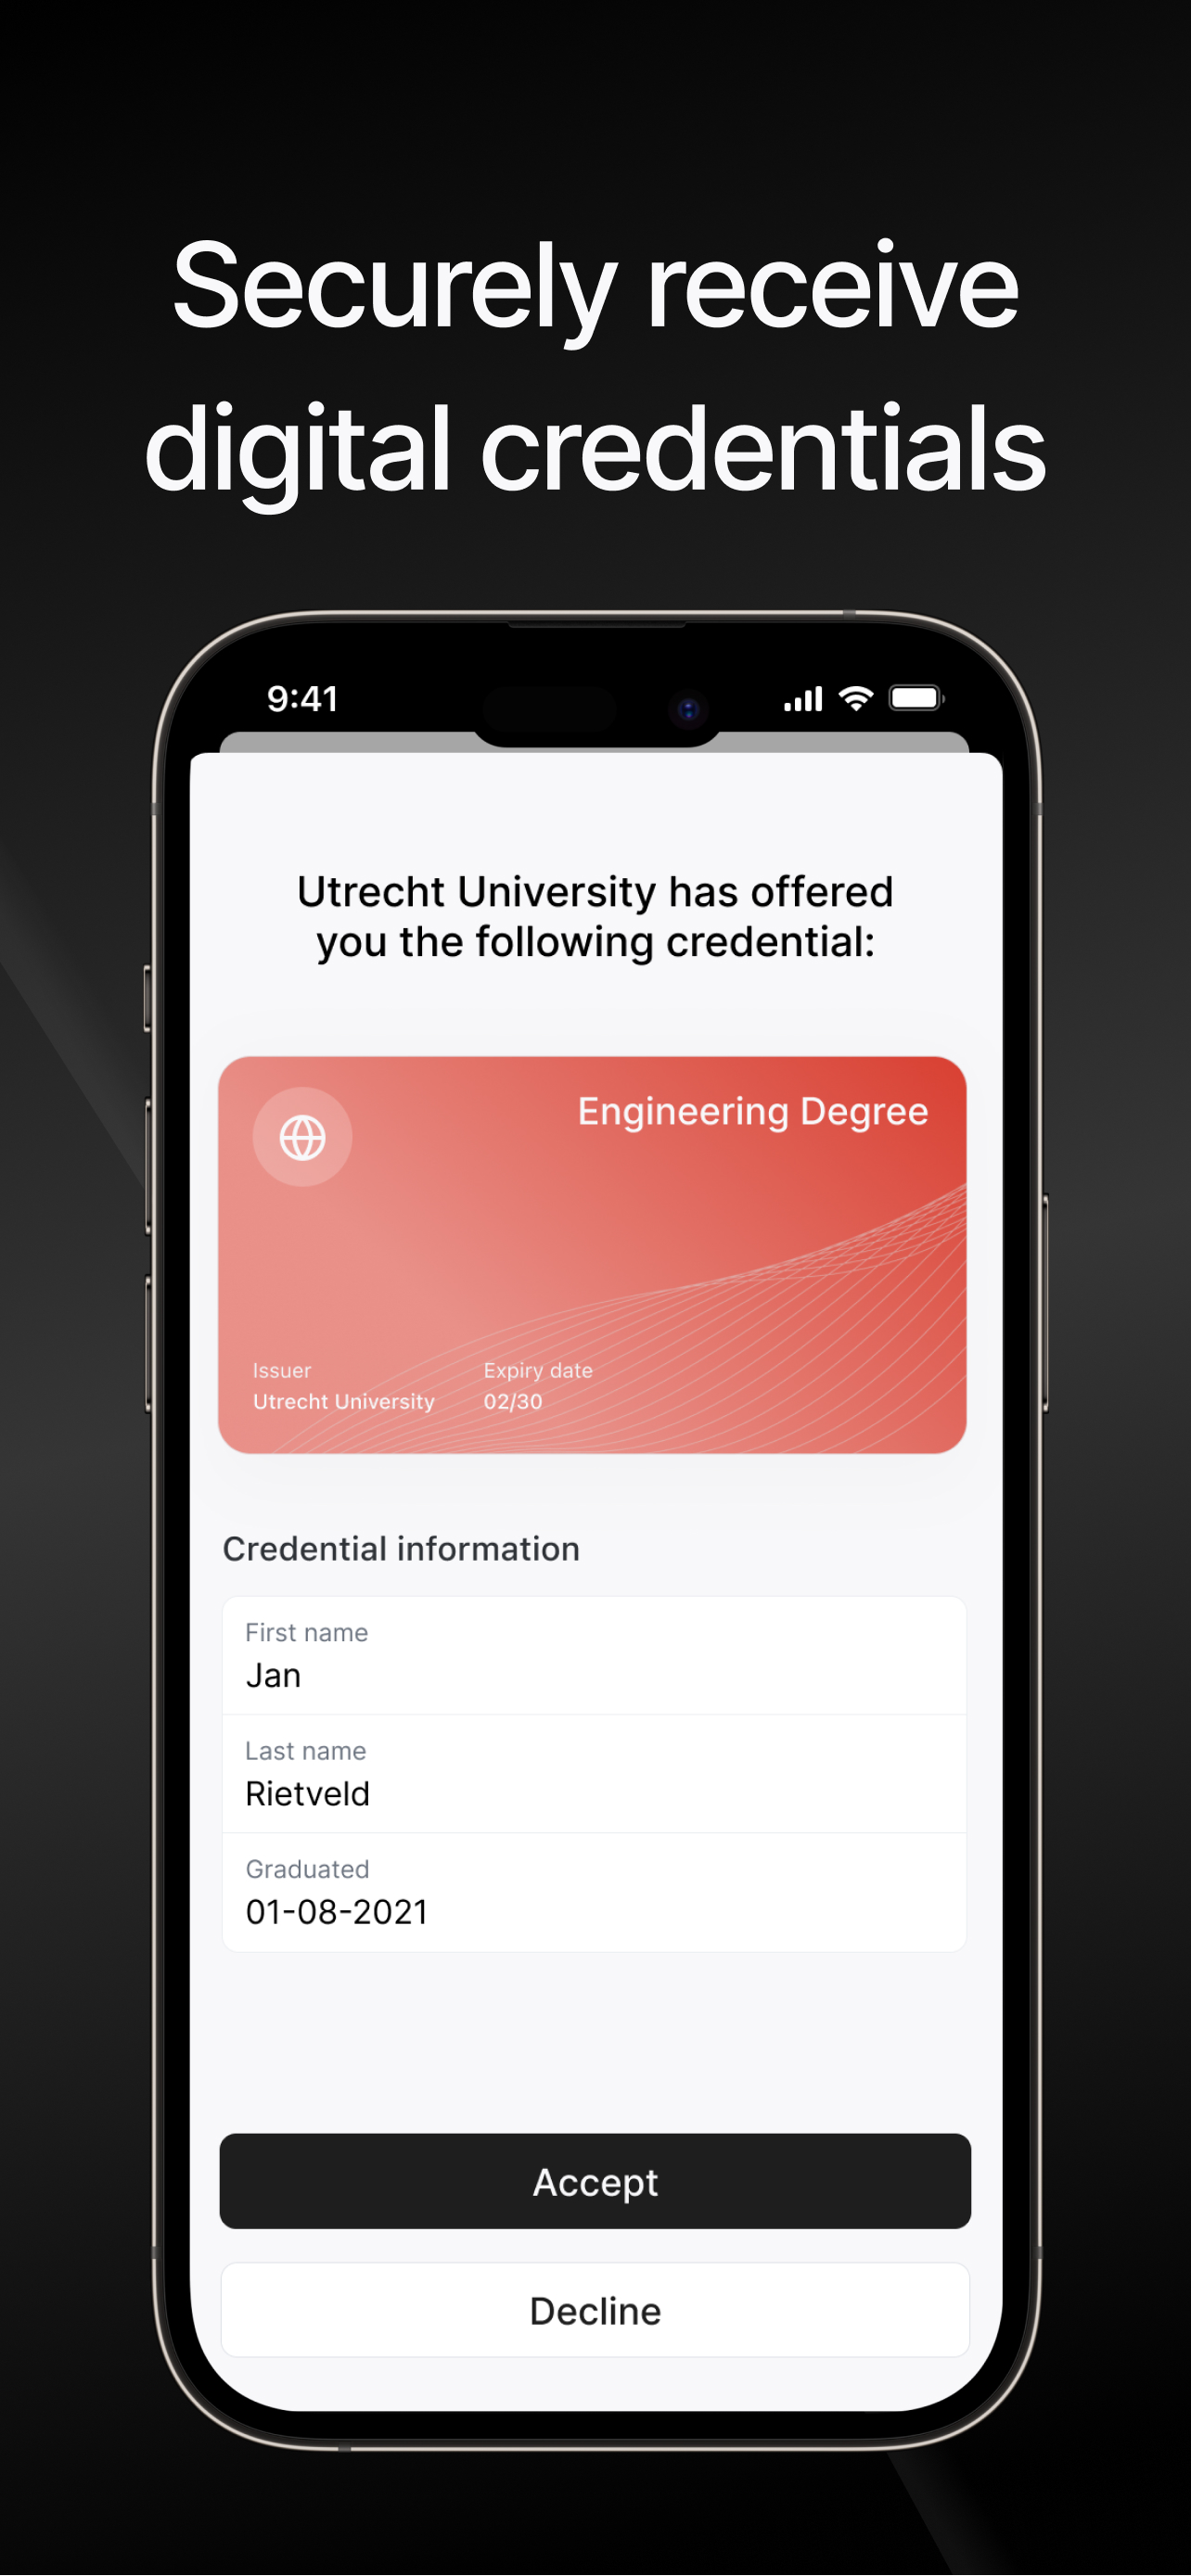 Securely receive
digital credentials
9:41
Utrecht University has offered
you the following credential:
Engineering Degree
Issuer
Utrecht University
Expiry date
02/30
Credential information
First name
Jan
Last name
Rietveld
Graduated
01-08-2021
Accept
Decline